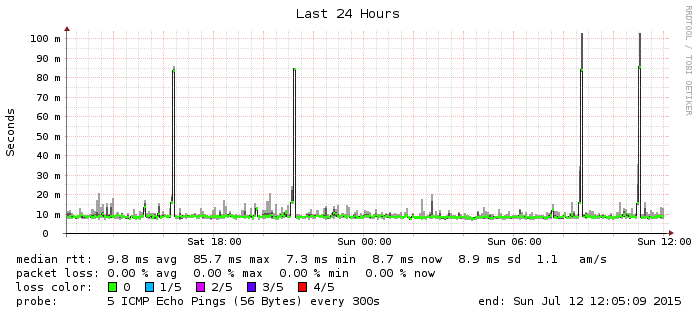 Last 24 Hours
RRDTOOL / TOBI OETIKER
Seconds
100 m
90 m
80 m
70 m
60 m
50 m
40 m
30 m
20 m
10 m
0
Sat 18:00 Sun 00:00 Sun 06:00 Sun 12:00
median rtt: 9.8 ms avg 85.7 ms max 7.3 ms min 8.7 ms now 8.9 ms sd 1.1 am/s
packet loss: 0.00 % avg 0.00 % max 0.00 % min 0.00 % now
loss color: 0 1/5 2/5 3/5 4/5
probe: 5 ICMP Echo Pings (56 Bytes) every 300s end: Sun Jul 12 12:05:09 2015